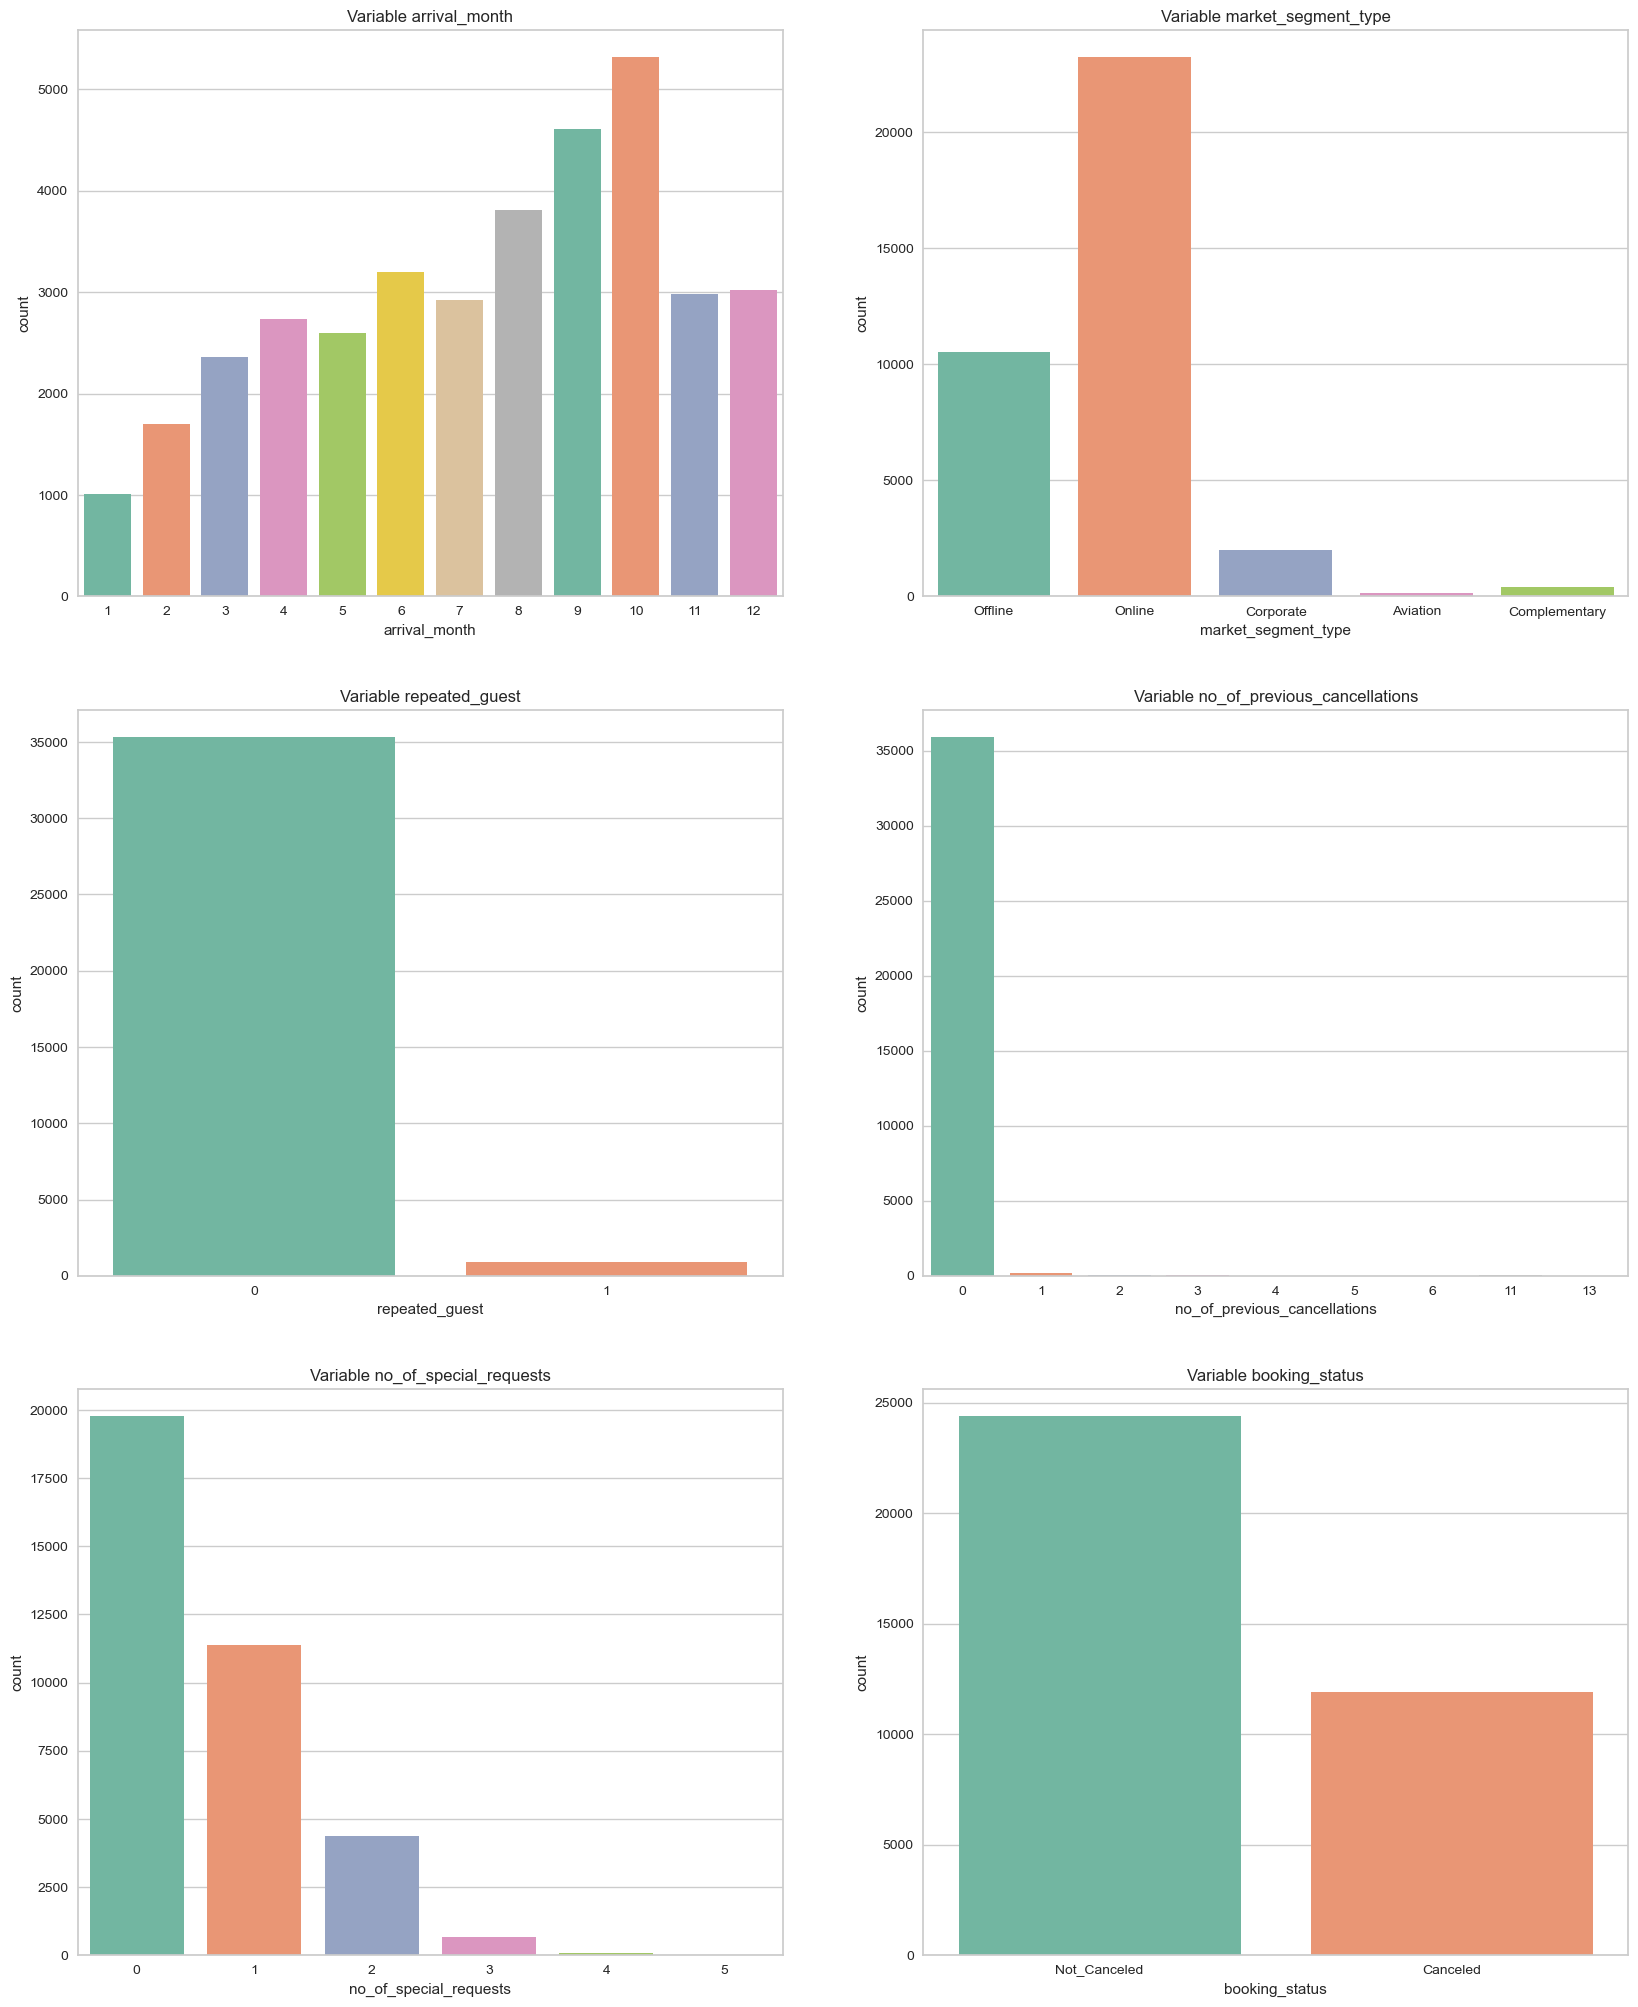 Variable arrival_month
5000
4000
3000
2000
1000
0
count
1 2 3 4 5 6 7 8 9 10 11 12
arrival_month
Variable market_segment_type
20000
15000
10000
5000
0
count
Offline Online Corporate Aviation Complementary
market_segment_type
Variable repeated_guest
35000
30000
25000
20000
15000
10000
5000
0
count
0 1
repeated_guest
Variable no_of_previous_cancellations
35000
30000
25000
20000
15000
10000
5000
0
count
0 1 2 3 4 5 6 11 13
no_of_previous_cancellations
Variable no_of_special_requests
20000
17500
15000
12500
10000
7500
5000
2500
0
count
0 1 2 3 4 5
no_of_special_requests
Variable booking_status
25000
20000
15000
10000
5000
0
count
Not_Canceled Canceled
booking_status